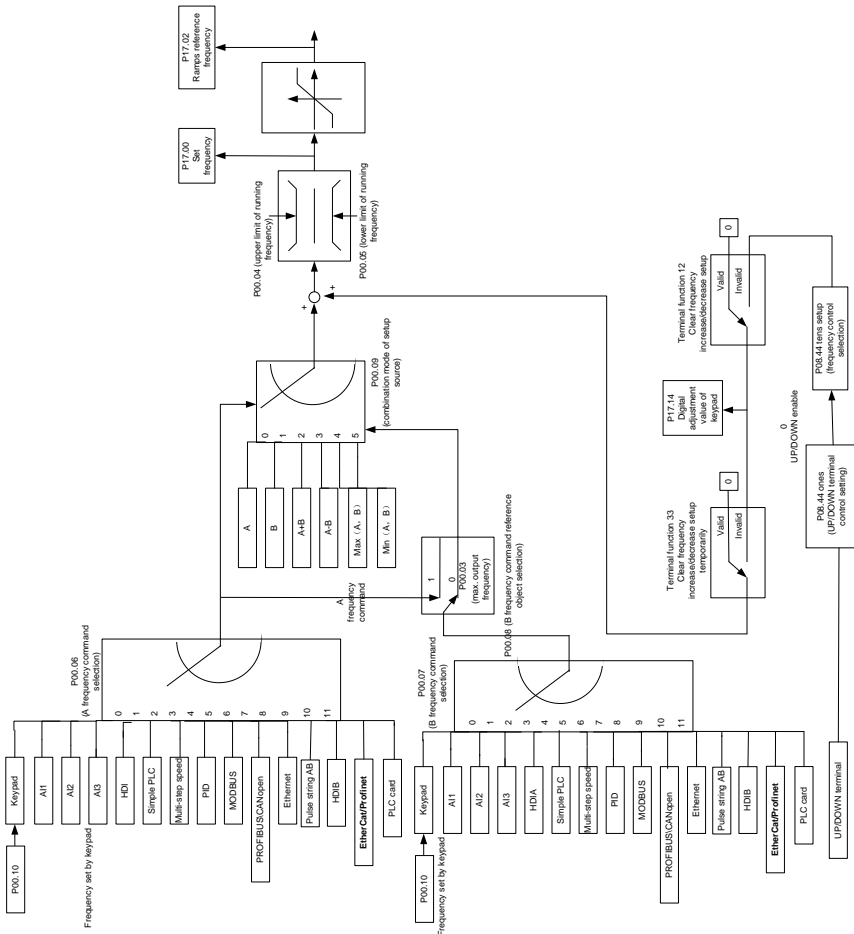 P00.10
Frequency set by keypad
Keypad
AI1
AI2
AI3
HDI
Simple PLC
Multi-step speed
PID
MODBUS
PROFIBUS\CANopen
Ethernet
Pulse string AB
HDIB
EtherCat/Profinet
PLC card
P00.06
(A frequency command
selection)
0
1
2
3
4
5
6
7
8
9
10
11
A
frequency
command
P00.10
Frequency set by keypad
Keypad
AI1
AI2
AI3
HDIA
Simple PLC
Multi-step speed
PID
MODBUS
PROFIBUS\CANopen
Ethernet
Pulse string AB
HDIB
EtherCat/Profinet
PLC card
P00.07
(B frequency command
selection)
0
1
2
3
4
5
6
7
8
9
10
11
P00.08 (B frequency command reference
object selection)
1
0
P00.03
(max. output
frequency)
A
B
A+B
A-B
Max（A，B）
Min（A，B）
0
1
2
3
4
5
P00.09
(combination mode of setup
source)
+
+
P00.04 (upper limit of running
frequency)
P00.05 (lower limit of running
frequency)
P17.00
Set
frequency
P17.02
Ramps reference
frequency
UP/DOWN terminal
P08.44 ones
(UP/DOWN terminal
control setting)
0
UP/DOWN enable
P08.44 tens setup
(frequency control
selection)
Terminal function 33
Clear frequency
increase/decrease setup
temporarily
Valid
Invalid
0
P17.14
Digital
adjustment
value of
keypad
Terminal function 12
Clear frequency
increase/decrease setup
Valid
Invalid
0